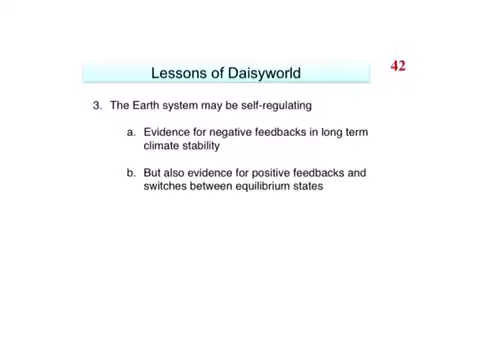 42
Lessons of Daisyworld
3. The Earth system may be self-regulating
a. Evidence for negative feedbacks in long term
climate stability
b. But also evidence for positive feedbacks and
switches between equilibrium states